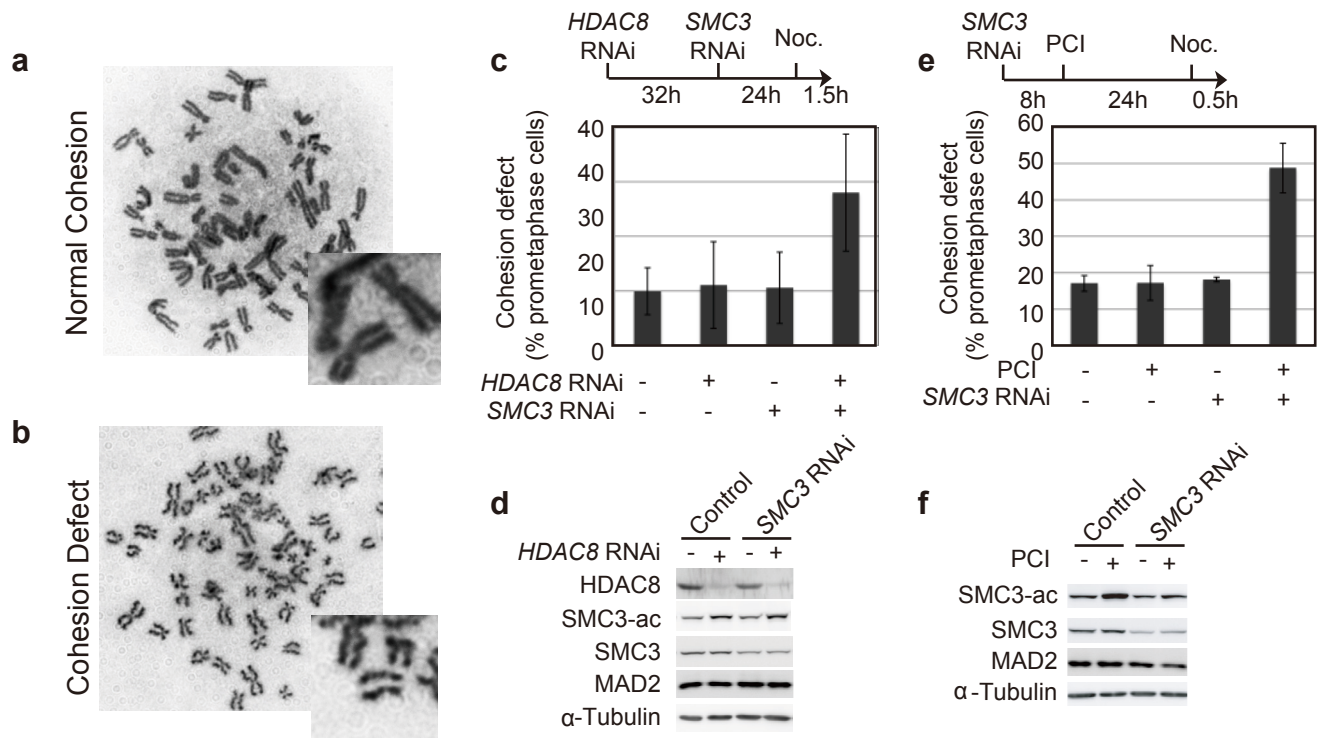 a
Normal Cohesion
b
Cohesion Defect
c
HDAC8 RNAi
SMC3 RNAi
Noc.
32h 24h 1.5h
Cohesion defect
(% prometaphase cells)
40
30
20
10
0
HDAC8 RNAi - + - +
SMC3 RNAi - - + +
d
Control SMC3 RNAi
HDAC8 RNAi - + - +
HDAC8
SMC3-ac
SMC3
MAD2
α-Tubulin
e
SMC3 RNAi
PCI
Noc.
8h 24h 0.5h
Cohesion defect
(% prometaphase cells)
60
50
40
30
20
10
0
PCI - + - +
SMC3 RNAi - - + +
f
Control SMC3 RNAi
PCI - + - +
SMC3-ac
SMC3
MAD2
α-Tubulin